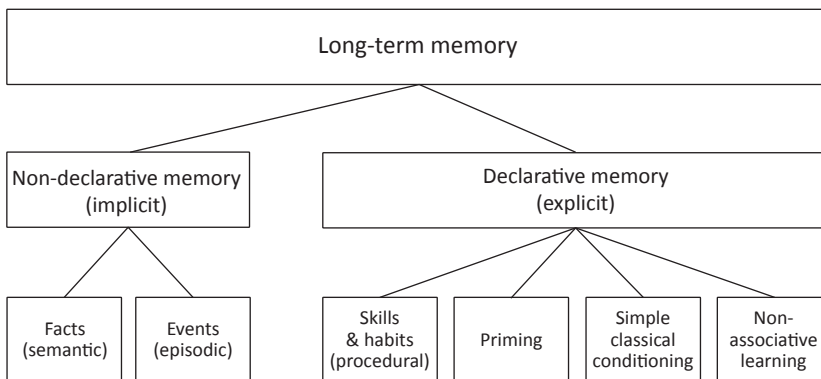 Long-term memory
Non-declarative memory
(implicit)
Declarative memory
(explicit)
Facts
(semantic)
Events
(episodic)
Skills
& habits
(procedural)
Priming
Simple
classical
conditioning
Non-
associative
learning